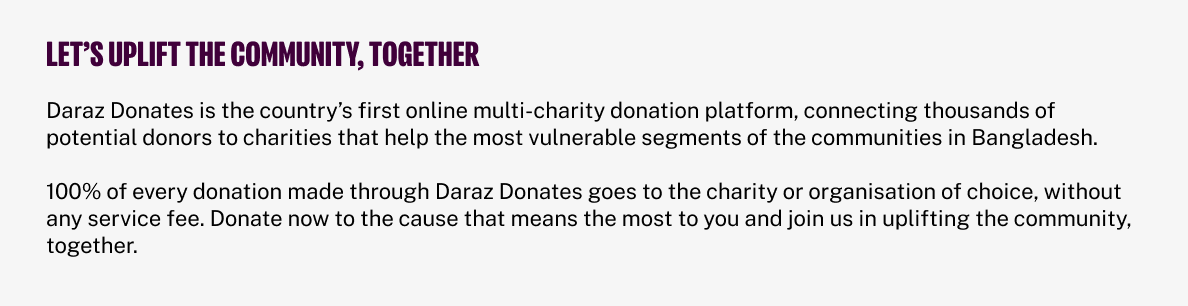 LET’S UPLIFT THE COMMUNITY, TOGETHER
Daraz Donates is the country’s first online multi-charity donation platform, connecting thousands of
potential donors to charities that help the most vulnerable segments of the communities in Bangladesh.
100% of every donation made through Daraz Donates goes to the charity or organisation of choice, without
any service fee. Donate now to the cause that means the most to you and join us in uplifting the community,
together.